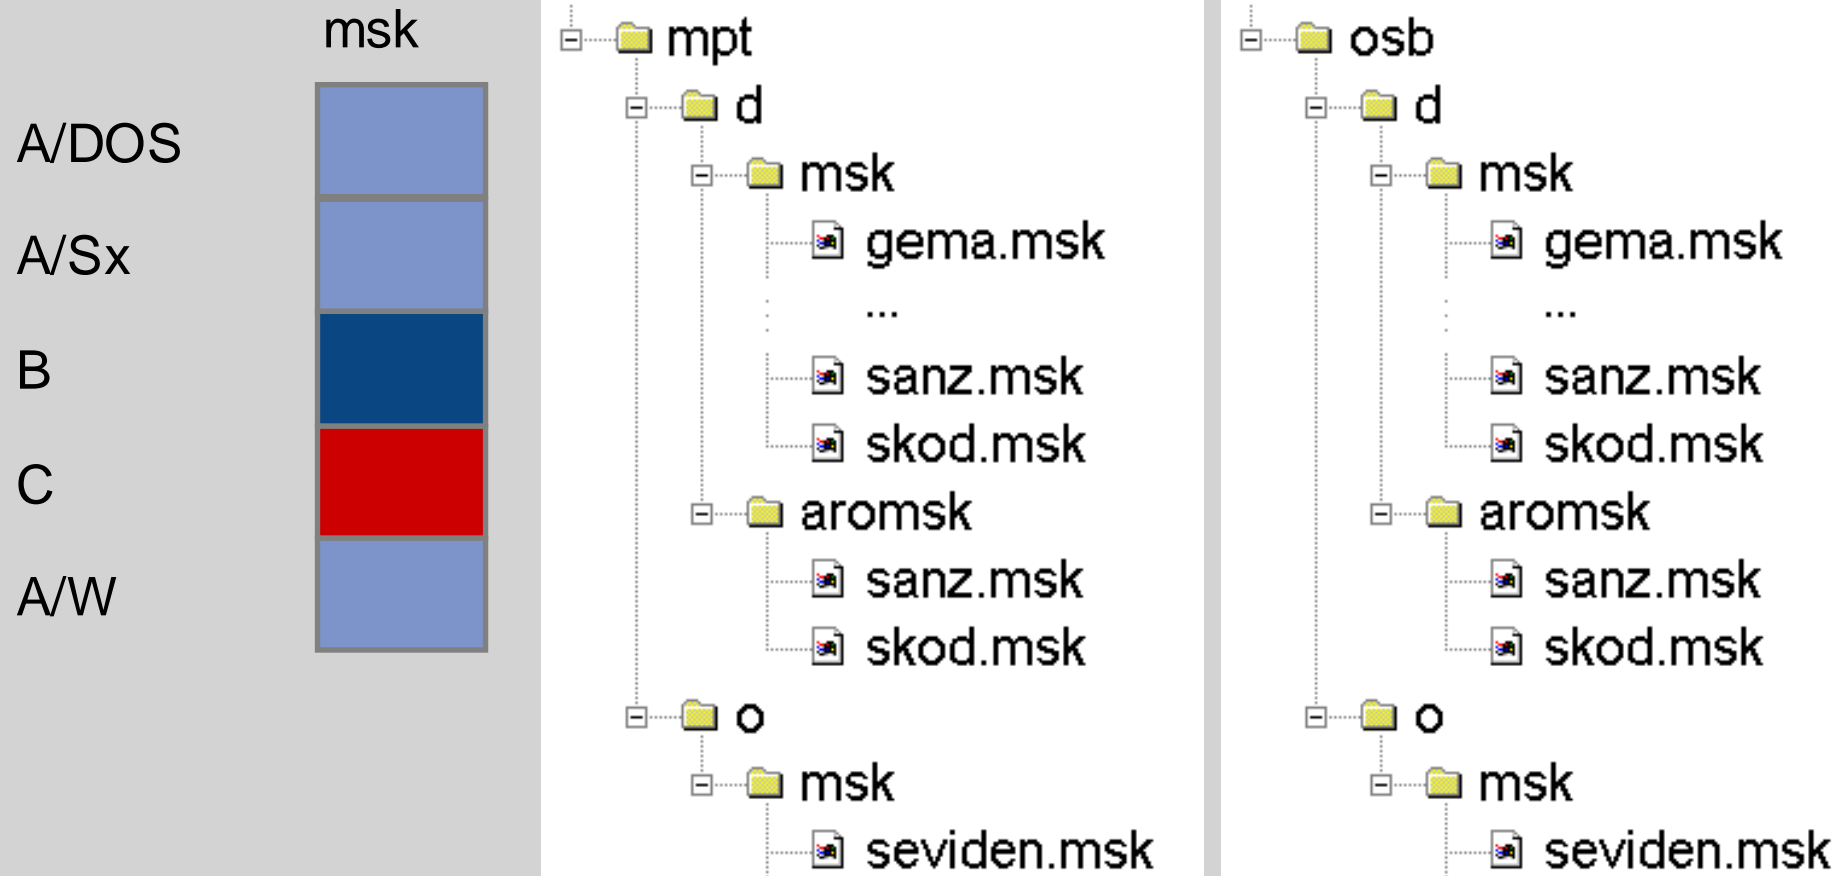 msk
A/DOS
A/Sx
B
C
A/W
mpt
d
msk
gema.msk
...
sanz.msk
skod.msk
aromsk
sanz.msk
skod.msk
o
msk
seviden.msk
osb
d
msk
gema.msk
...
sanz.msk
skod.msk
aromsk
sanz.msk
skod.msk
o
msk
seviden.msk